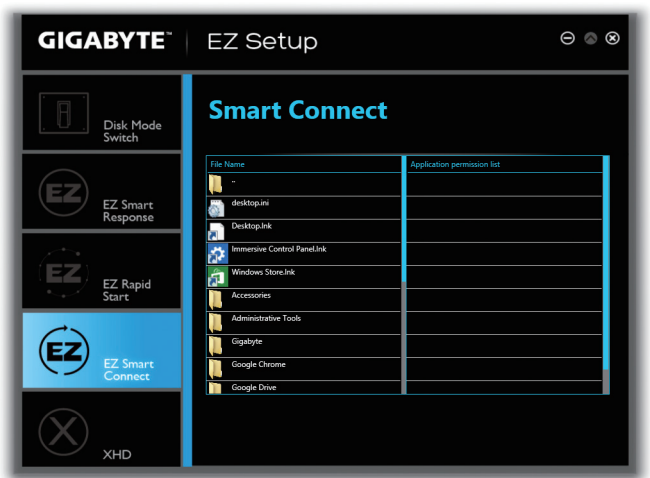 GIGABYTE™ EZ Setup
Disk Mode
Switch
EZ
EZ Smart
Response
EZ
EZ Rapid
Start
EZ
EZ Smart
Connect
X
XHD
Smart Connect
File Name Application permission list
..
desktop.ini
Desktop.lnk
Immersive Control Panel.lnk
Windows Store.lnk
Accessories
Administrative Tools
Gigabyte
Google Chrome
Google Drive